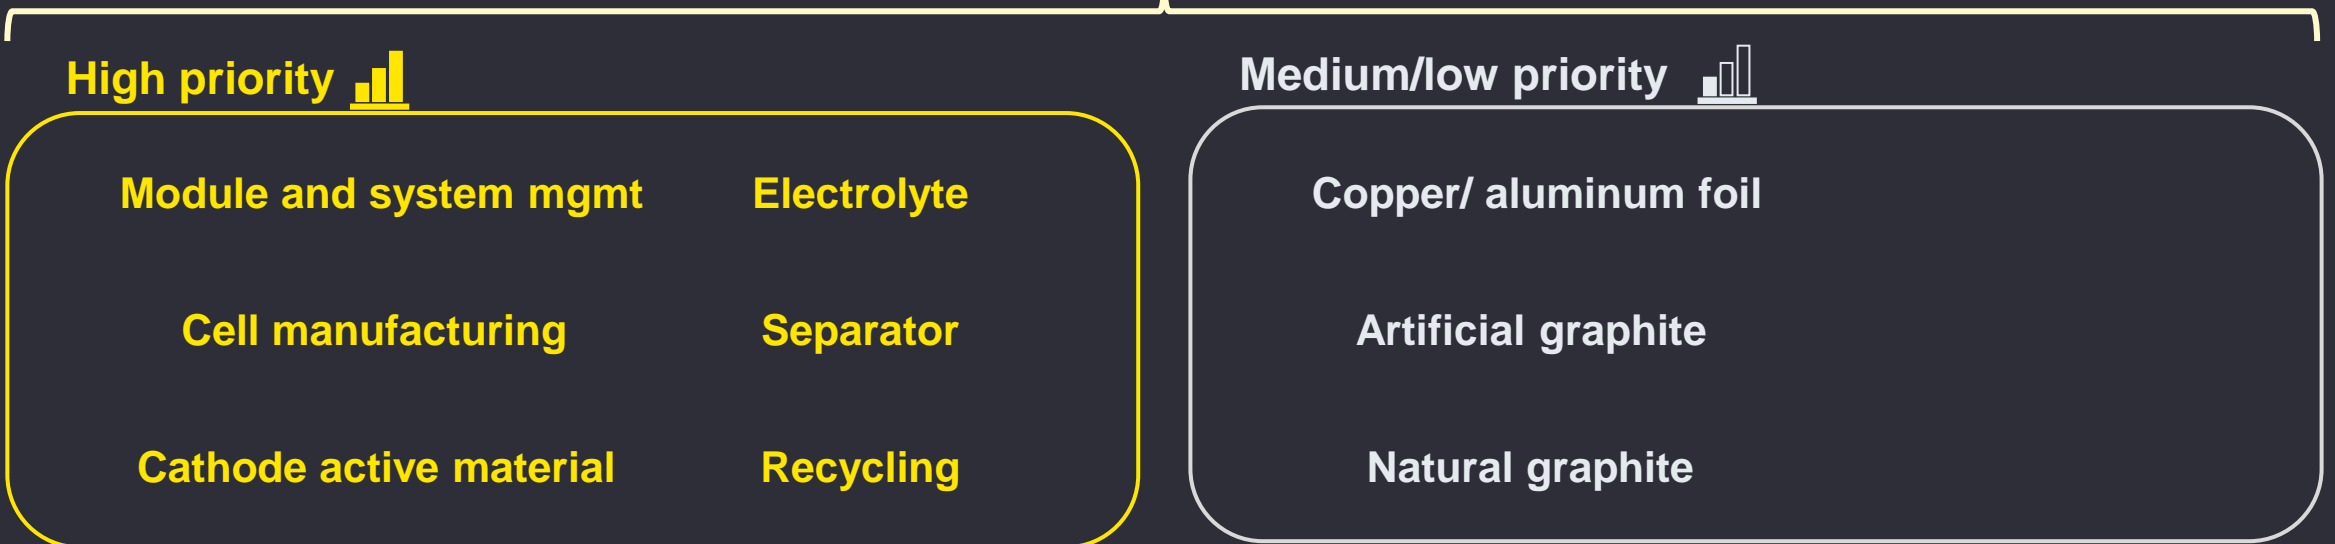 High priority
Module and system mgmt
Electrolyte
Cell manufacturing
Separator
Cathode active material
Recycling
Medium/low priority
Copper/ aluminum foil
Artificial graphite
Natural graphite